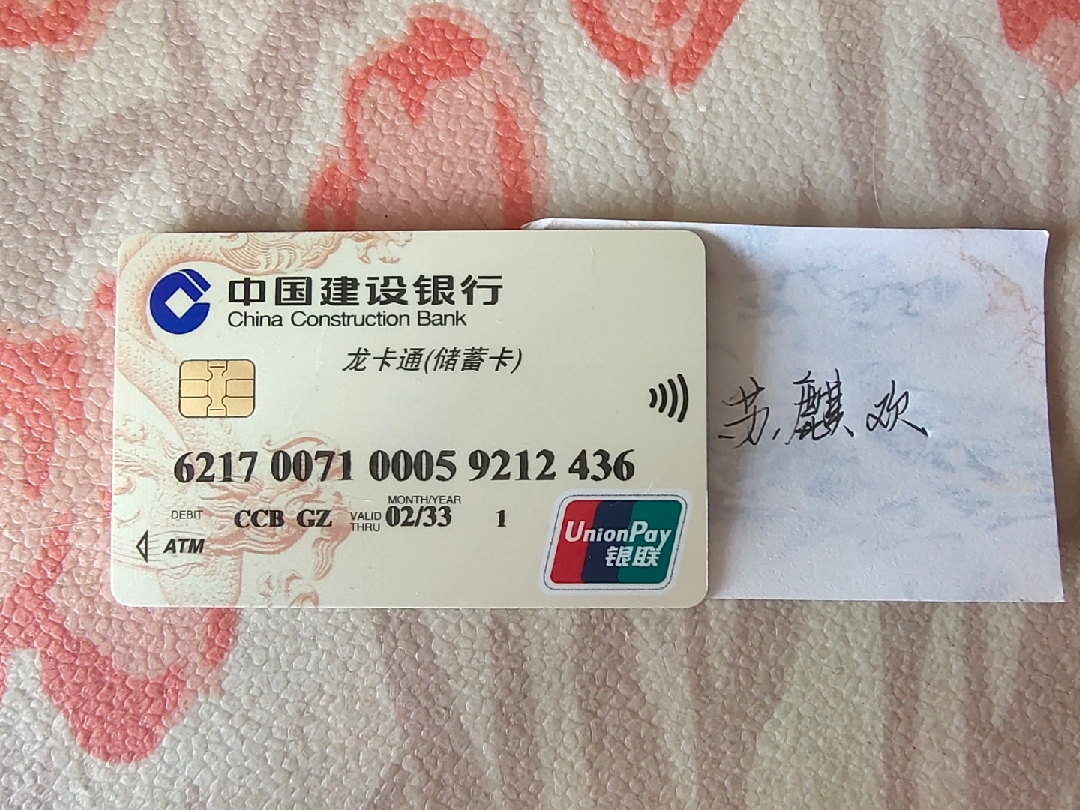 中国建设银行
China Construction Bank
龙卡通(储蓄卡)
6217 0071 0005 9212 436
DEBIT CCB GZ VALID THRU MONTH/YEAR 02/33 1
ATM
UnionPay
银联
苏麒欢